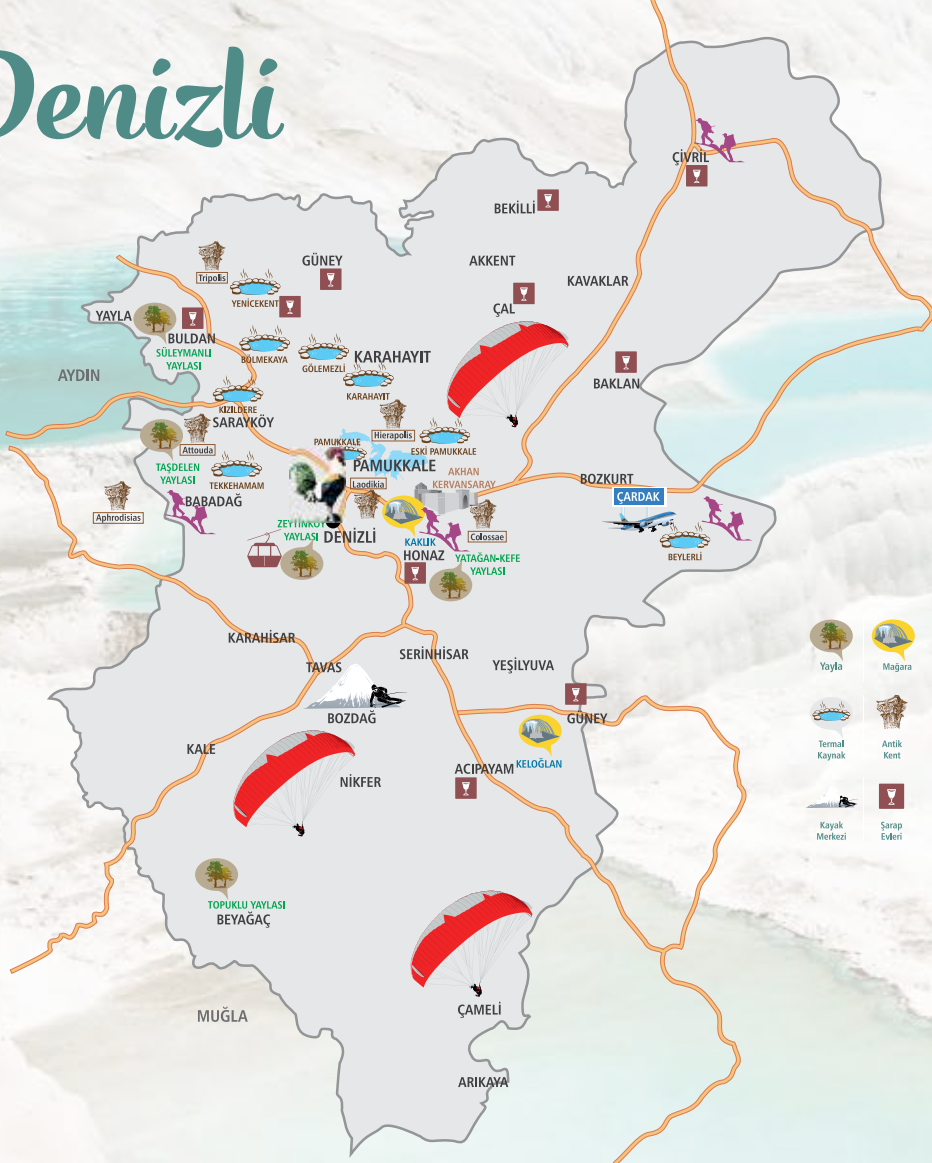 Denizli
ÇİVRİL
BEKİLLİ
GÜNEY
AKKENT
KAVAKLAR
Tripolis
YENİCEKENT
ÇAL
YAYLA
BULDAN
SÜLEYMANLI
YAYLASI
BÖLMEKAYA
GÖLEMEZLİ
KARAHAYIT
KARAHAYIT
AYDIN
BAKLAN
KIZILDERE
SARAYKÖY
Hierapolis
Attouda
PAMUKKALE
ESKİ PAMUKKALE
PAMUKKALE
TAŞDELEN
YAYLASI
TEKKEHAMAM
Laodikia
AKHAN
KERVANSARAY
BOZKURT
ÇARDAK
BABADAĞ
Aphrodisias
ZEYTİNKÖY
YAYLASI
DENİZLİ
KAKLIK
HONAZ
Colossae
YATAĞAN-KEFE
YAYLASI
BEYLERLİ
KARAHİSAR
SERİNHİSAR
TAVAS
YEŞİLYUVA
BOZDAĞ
GÜNEY
KALE
NİKFER
ACIPAYAM
KELOĞLAN
TOPUKLU YAYLASI
BEYAĞAÇ
MUĞLA
ÇAMELİ
ARIKAYA
Yayla
Mağara
Termal
Kaynak
Antik
Kent
Kayak
Merkezi
Şarap
Evleri